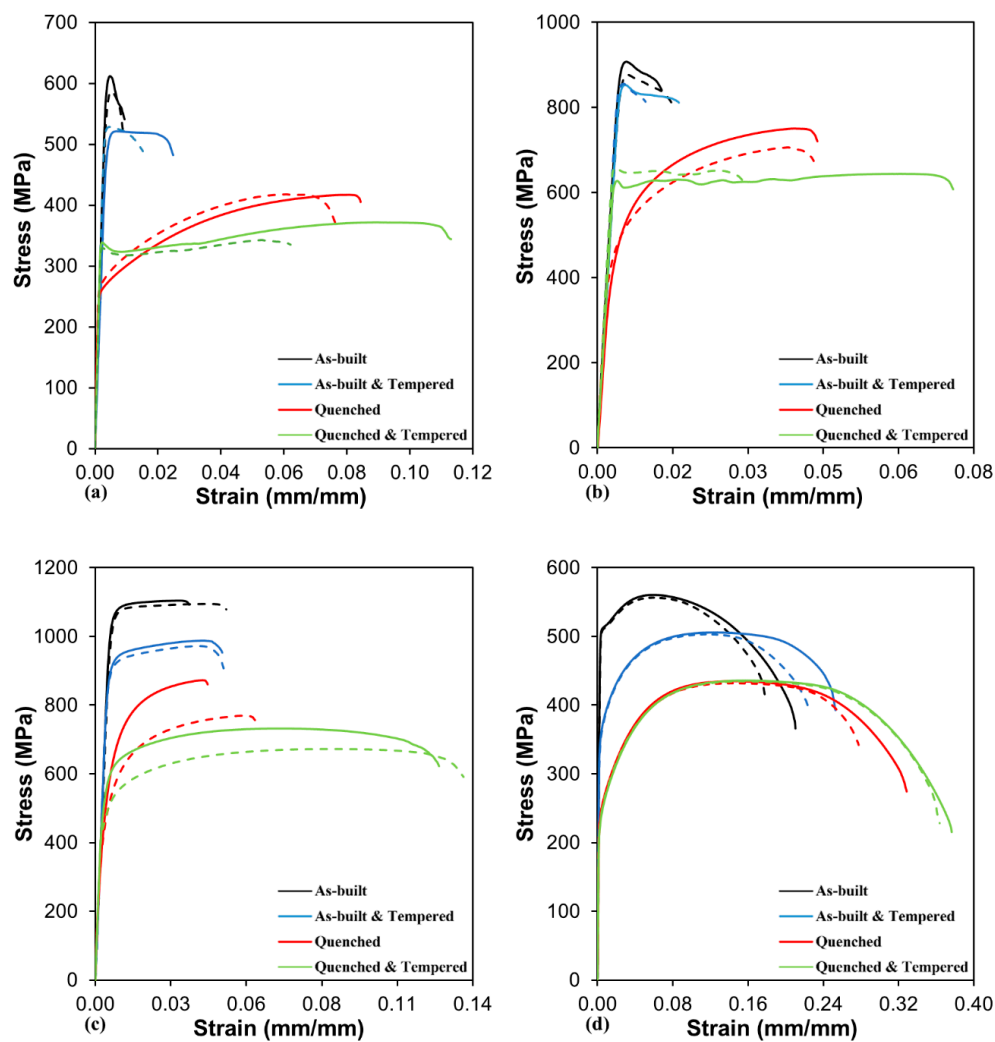 700
600
500
400
300
200
100
0
Stress (MPa)
0.00
0.02
0.04
0.06
0.08
0.10
0.12
Strain (mm/mm)
(a)
As-built
As-built & Tempered
Quenched
Quenched & Tempered
1000
800
600
400
200
0
Stress (MPa)
0.00
0.02
0.03
0.05
0.06
0.08
Strain (mm/mm)
(b)
As-built
As-built & Tempered
Quenched
Quenched & Tempered
1200
1000
800
600
400
200
0
Stress (MPa)
0.00
0.03
0.06
0.08
0.11
0.14
Strain (mm/mm)
(c)
As-built
As-built & Tempered
Quenched
Quenched & Tempered
600
500
400
300
200
100
0
Stress (MPa)
0.00
0.08
0.16
0.24
0.32
0.40
Strain (mm/mm)
(d)
As-built
As-built & Tempered
Quenched
Quenched & Tempered